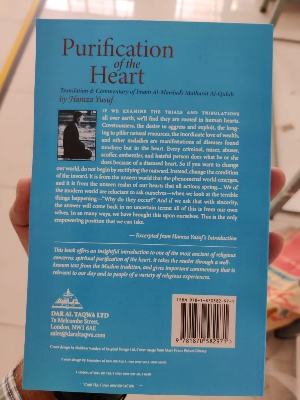 Purification
of the
Heart
Translation & Commentary of Imam Al-Mawlud's Matharat Al-Qulub
by Hamza Yusuf
IF WE EXAMINE THE TRIALS AND TRIBULATIONS
all over earth, we'll find they are rooted in human hearts.
Covetousness, the desire to aggress and exploit, the long-
ing to pilfer natural resources, the inordinate love of wealth,
and other maladies are manifestations of diseases found
nowhere but in the heart. Every criminal, miser, abuser,
scoffer, embezzler, and hateful person does what he or she
does because of a diseased heart. So if you want to change
our world, do not begin by rectifying the outward. Instead, change the condition
of the inward. It is from the unseen world that the phenomenal world emerges,
and it is from the unseen realm of our hearts that all actions spring.— We of
the modern world are reluctant to ask ourselves—when we look at the terrible
things happening—"Why do they occur?" And if we ask that with sincerity,
the answer will come back in no uncertain terms: all of this is from our own
selves. In so many ways, we have brought this upon ourselves. This is the only
empowering position that we can take.
—Excerpted from Hamza Yusuf's Introduction
This book offers an insightful introduction to one of the most ancient of religious
concerns: spiritual purification of the heart. It takes the reader through a well-
known text from the Muslim tradition, and gives important commentary that is
relevant to our day and to people of a variety of religious experiences.
DAR AL TAQWA LTD
7a Melcombe Street,
London, NW1 6AE
ISBN 978-1-870582-97-1